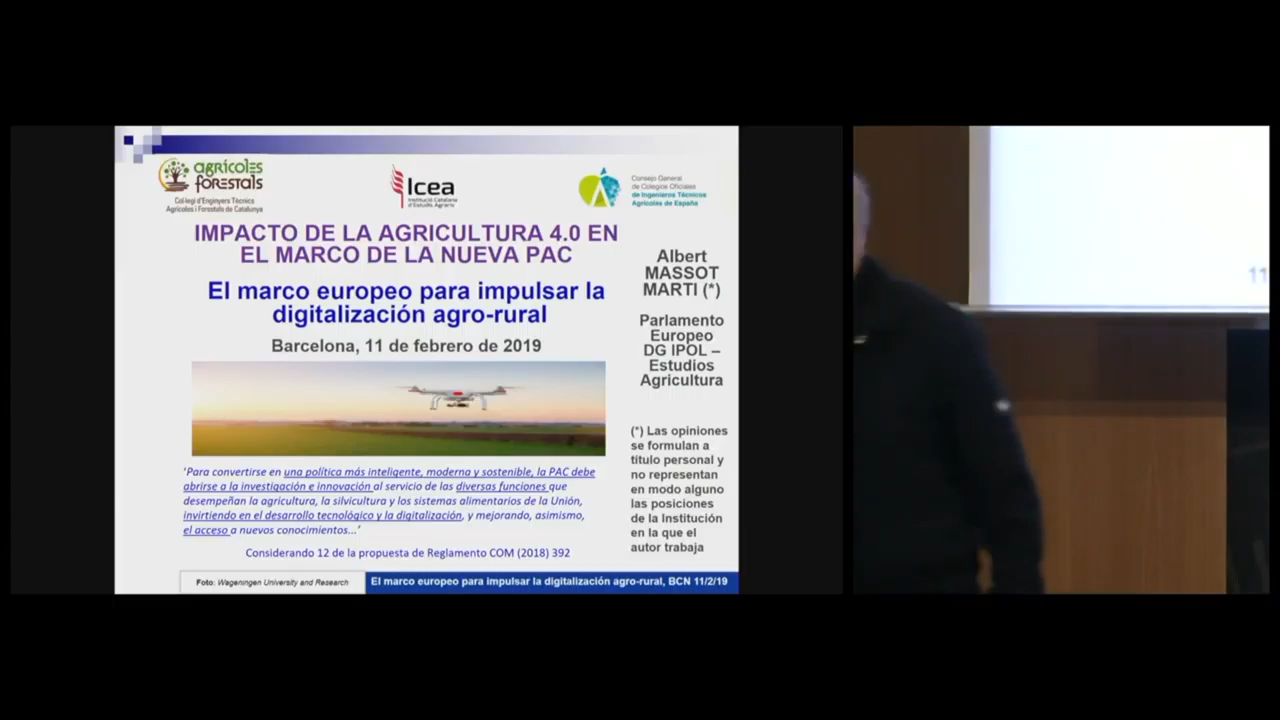 agrícoles
forestals
Col·legi d'Enginyers Tècnics
Agrícoles i Forestals de Catalunya
Icea
Institució Catalana
d'Estudis Agraris
Consejo General
de Colegios Oficiales
de Ingenieros Técnicos
Agrícolas de España
IMPACTO DE LA AGRICULTURA 4.0 EN
EL MARCO DE LA NUEVA PAC
El marco europeo para impulsar la
digitalización agro-rural
Barcelona, 11 de febrero de 2019
'Para convertirse en una política más inteligente, moderna y sostenible, la PAC debe
abrirse a la investigación e innovación al servicio de las diversas funciones que
desempeñan la agricultura, la silvicultura y los sistemas alimentarios de la Unión,
invirtiendo en el desarrollo tecnológico y la digitalización, y mejorando, asimismo,
el acceso a nuevos conocimientos...'
Considerando 12 de la propuesta de Reglamento COM (2018) 392
Albert
MASSOT
MARTI (*)
Parlamento
Europeo
DG IPOL –
Estudios
Agricultura
(*) Las opiniones
se formulan a
título personal y
no representan
en modo alguno
las posiciones
de la Institución
en la que el
autor trabaja
Foto: Wageningen University and Research
El marco europeo para impulsar la digitalización agro-rural, BCN 11/2/19
11